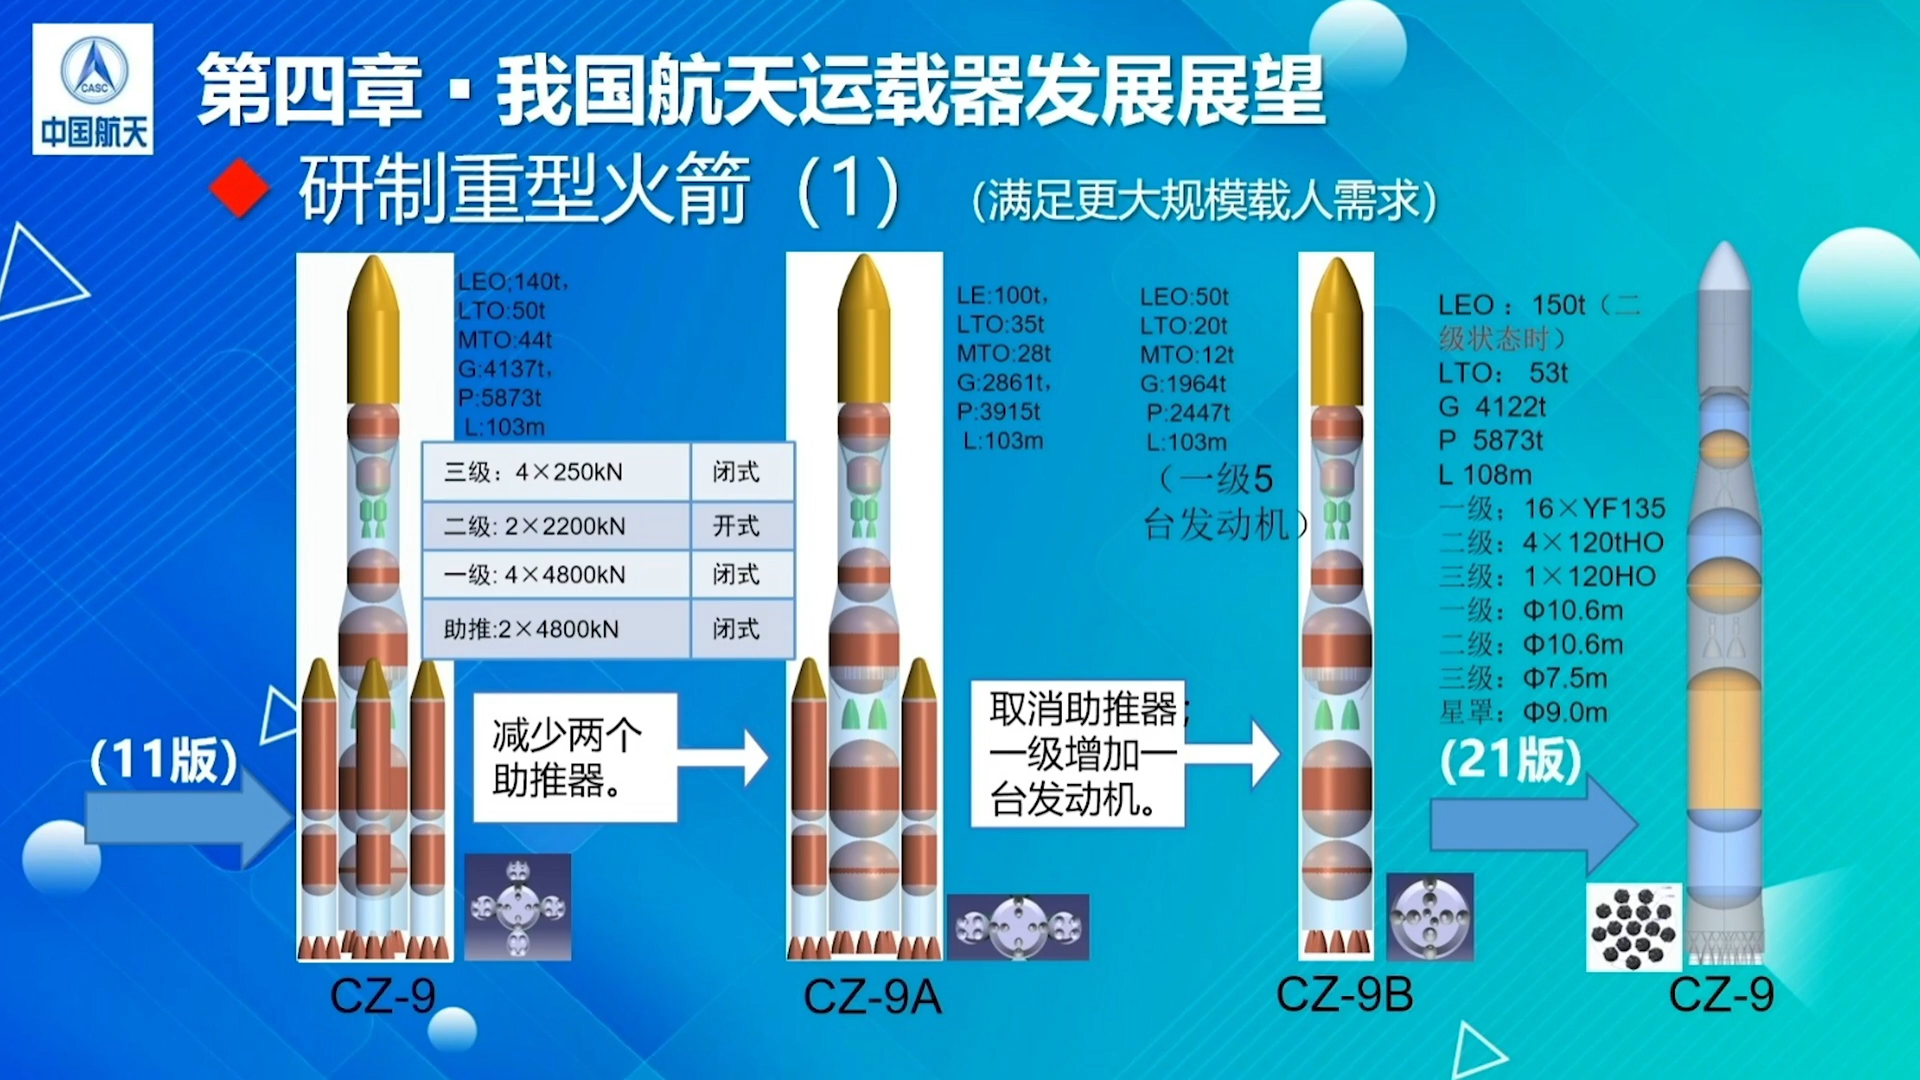 CASC
中国航天
第四章·我国航天运载器发展展望
研制重型火箭（1）
（满足更大规模载人需求）
LEO;140t，
LTO:50t
MTO:44t
G:4137t，
P:5873t
L:103m
三级：4×250kN 闭式
二级: 2×2200kN 开式
一级: 4×4800kN 闭式
助推:2×4800kN 闭式
(11版)
减少两个
助推器。
CZ-9
LE:100t，
LTO:35t
MTO:28t
G:2861t，
P:3915t
L:103m
取消助推器；
一级增加一
台发动机。
CZ-9A
LEO:50t
LTO:20t
MTO:12t
G:1964t
P:2447t
L:103m
（一级5
台发动机）
CZ-9B
LEO： 150t（二
级状态时）
LTO： 53t
G 4122t
P 5873t
L 108m
一级；16×YF135
二级：4×120tHO
三级：1×120HO
一级：Φ10.6m
二级：Φ10.6m
三级：Φ7.5m
星罩：Φ9.0m
(21版)
CZ-9